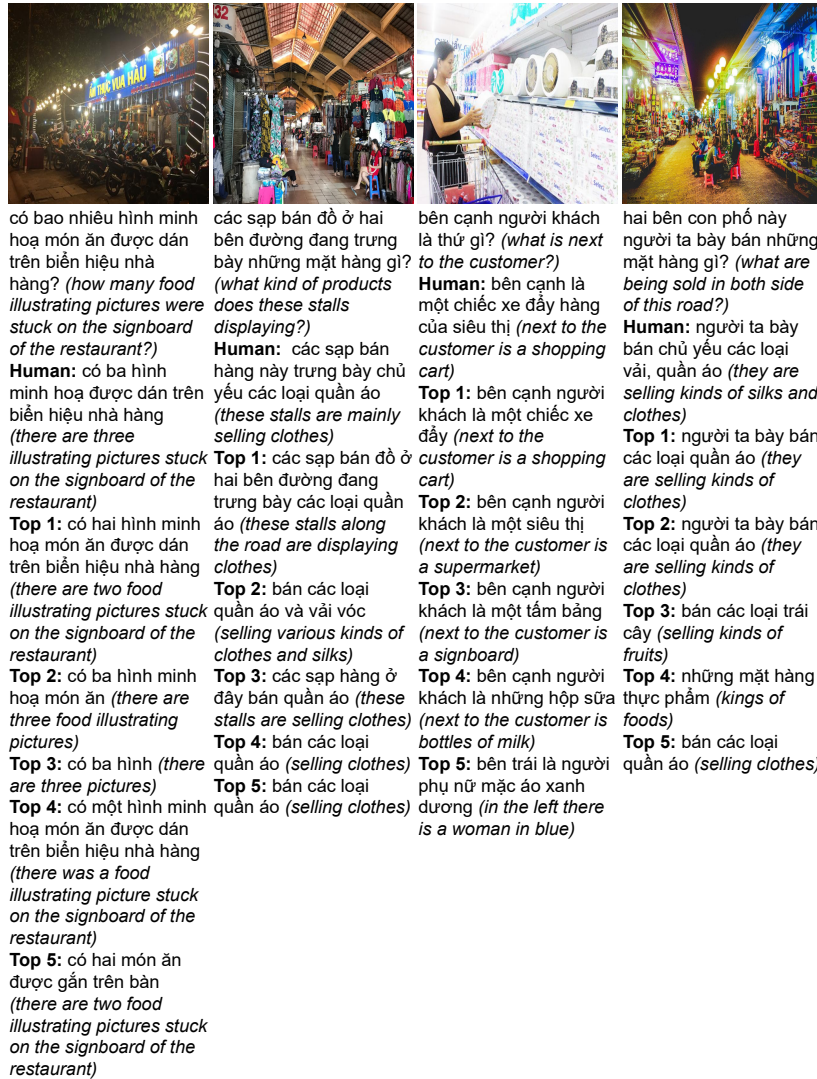 ẨM THỰC VUA HÀU
32
có bao nhiêu hình minh
hoạ món ăn được dán
trên biển hiệu nhà
hàng? (how many food
illustrating pictures were
stuck on the signboard
of the restaurant?)
Human: có ba hình
minh hoạ được dán trên
biển hiệu nhà hàng
(there are three
illustrating pictures stuck
on the signboard of the
restaurant)
Top 1: có hai hình minh
hoạ món ăn được dán
trên biển hiệu nhà hàng
(there are two food
illustrating pictures stuck
on the signboard of the
restaurant)
Top 2: có ba hình minh
hoạ món ăn (there are
three food illustrating
pictures)
Top 3: có ba hình (there
are three pictures)
Top 4: có một hình minh
hoạ món ăn được dán
trên biển hiệu nhà hàng
(there was a food
illustrating picture stuck
on the signboard of the
restaurant)
Top 5: có hai món ăn
được gắn trên bàn
(there are two food
illustrating pictures stuck
on the signboard of the
restaurant)
các sạp bán đồ ở hai
bên đường đang trưng
bày những mặt hàng gì?
(what kind of products
does these stalls
displaying?)
Human: các sạp bán
hàng này trưng bày chủ
yếu các loại quần áo
(these stalls are mainly
selling clothes)
Top 1: các sạp bán đồ ở
hai bên đường đang
trưng bày các loại quần
áo (these stalls along
the road are displaying
clothes)
Top 2: bán các loại
quần áo và vải vóc
(selling various kinds of
clothes and silks)
Top 3: các sạp hàng ở
đây bán quần áo (these
stalls are selling clothes)
Top 4: bán các loại
quần áo (selling clothes)
Top 5: bán các loại
quần áo (selling clothes)
bên cạnh người khách
là thứ gì? (what is next
to the customer?)
Human: bên cạnh là
một chiếc xe đẩy hàng
của siêu thị (next to the
customer is a shopping
cart)
Top 1: bên cạnh người
khách là một chiếc xe
đẩy (next to the
customer is a shopping
cart)
Top 2: bên cạnh người
khách là một siêu thị
(next to the customer is
a supermarket)
Top 3: bên cạnh người
khách là một tấm bảng
(next to the customer is
a signboard)
Top 4: bên cạnh người
khách là những hộp sữa
(next to the customer is
bottles of milk)
Top 5: bên trái là người
phụ nữ mặc áo xanh
dương (in the left there
is a woman in blue)
hai bên con phố này
người ta bày bán những
mặt hàng gì? (what are
being sold in both side
of this road?)
Human: người ta bày
bán chủ yếu các loại
vải, quần áo (they are
selling kinds of silks and
clothes)
Top 1: người ta bày bán
các loại quần áo (they
are selling kinds of
clothes)
Top 2: người ta bày bán
các loại quần áo (they
are selling kinds of
clothes)
Top 3: bán các loại trái
cây (selling kinds of
fruits)
Top 4: những mặt hàng
thực phẩm (kings of
foods)
Top 5: bán các loại
quần áo (selling clothes)